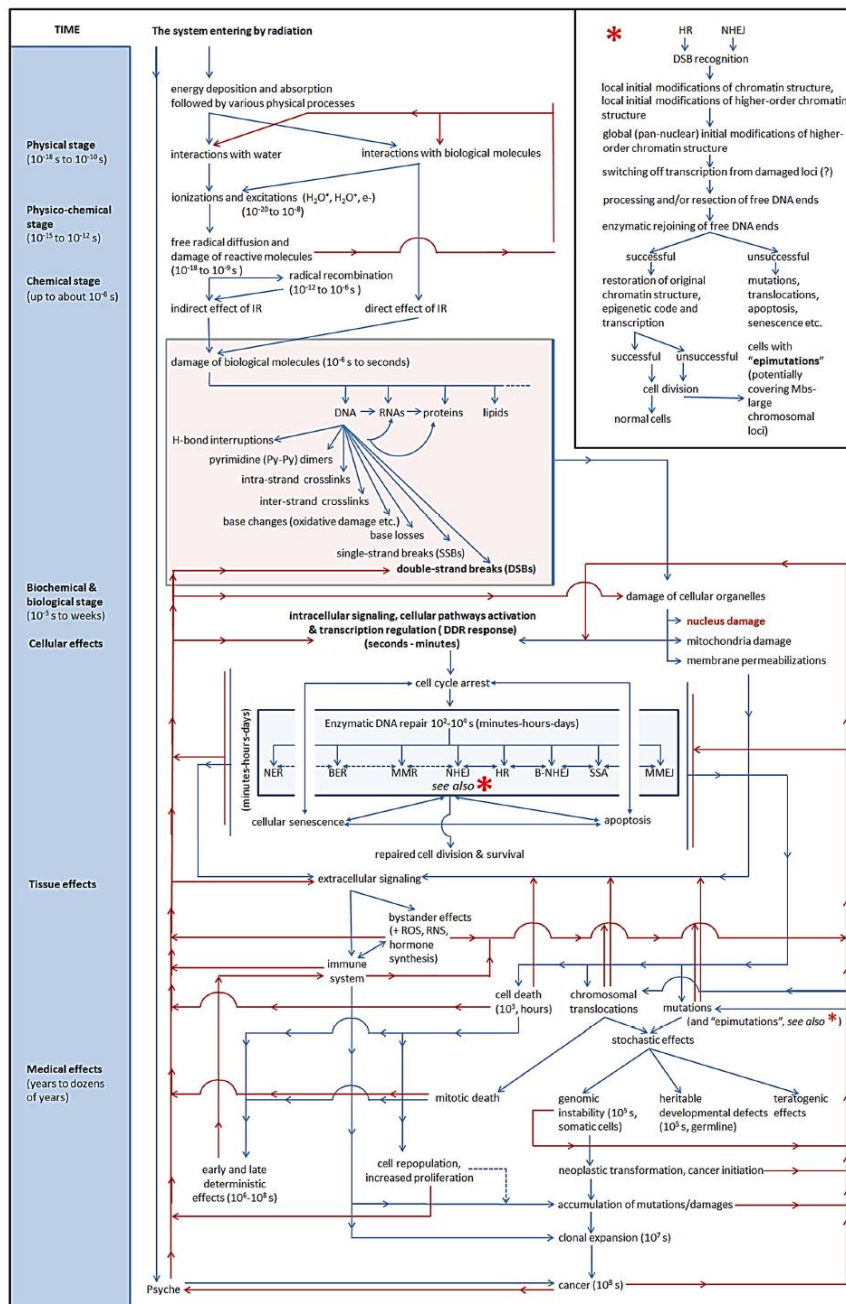 TIME
The system entering by radiation
energy deposition and absorption
followed by various physical processes
Physical stage
(10⁻¹⁸ s to 10⁻¹⁰ s)
interactions with water
interactions with biological molecules
ionizations and excitations (H₂O•, H₂O•, e-)
(10⁻²⁰ to 10⁻⁸)
Physico-chemical
stage
(10⁻¹⁵ to 10⁻¹² s)
free radical diffusion and
damage of reactive molecules
(10⁻¹⁸ to 10⁻⁹ s)
Chemical stage
(up to about 10⁻⁶ s)
radical recombination
(10⁻¹² to 10⁻⁶ s)
indirect effect of IR
direct effect of IR
damage of biological molecules (10⁻⁶ s to seconds)
DNA
RNAs
proteins
lipids
H-bond interruptions
pyrimidine (Py-Py) dimers
intra-strand crosslinks
inter-strand crosslinks
base changes (oxidative damage etc.)
base losses
single-strand breaks (SSBs)
double-strand breaks (DSBs)
*
HR
NHEJ
DSB recognition
local initial modifications of chromatin structure,
local initial modifications of higher-order chromatin
structure
global (pan-nuclear) initial modifications of higher-
order chromatin structure
switching off transcription from damaged loci (?)
processing and/or resection of free DNA ends
enzymatic rejoining of free DNA ends
successful
unsuccessful
restoration of original
chromatin structure,
epigenetic code and
transcription
mutations,
translocations,
apoptosis,
senescence etc.
successful
unsuccessful
cell division
normal cells
cells with
"epimutations"
(potentially
covering Mbs-
large
chromosomal
loci)
Biochemical &
biological stage
(10⁻³ s to weeks)
Cellular effects
damage of cellular organelles
nucleus damage
mitochondria damage
membrane permeabilizations
intracellular signaling, cellular pathways activation
& transcription regulation ( DDR response)
(seconds - minutes)
cell cycle arrest
(minutes-hours-days)
Enzymatic DNA repair 10²-10⁶ s (minutes-hours-days)
NER
BER
MMR
NHEJ
HR
B-NHEJ
SSA
MMEJ
see also *
cellular senescence
apoptosis
repaired cell division & survival
Tissue effects
extracellular signaling
bystander effects
(+ ROS, RNS,
hormone
synthesis)
immune
system
cell death
(10³, hours)
chromosomal
translocations
mutations
(and "epimutations", see also *)
stochastic effects
Medical effects
(years to dozens
of years)
mitotic death
genomic
instability (10⁵ s,
somatic cells)
heritable
developmental defects
(10⁵ s, germline)
teratogenic
effects
early and late
deterministic
effects (10⁶-10⁸ s)
cell repopulation,
increased proliferation
neoplastic transformation, cancer initiation
accumulation of mutations/damages
clonal expansion (10⁷ s)
Psyche
cancer (10⁸ s)